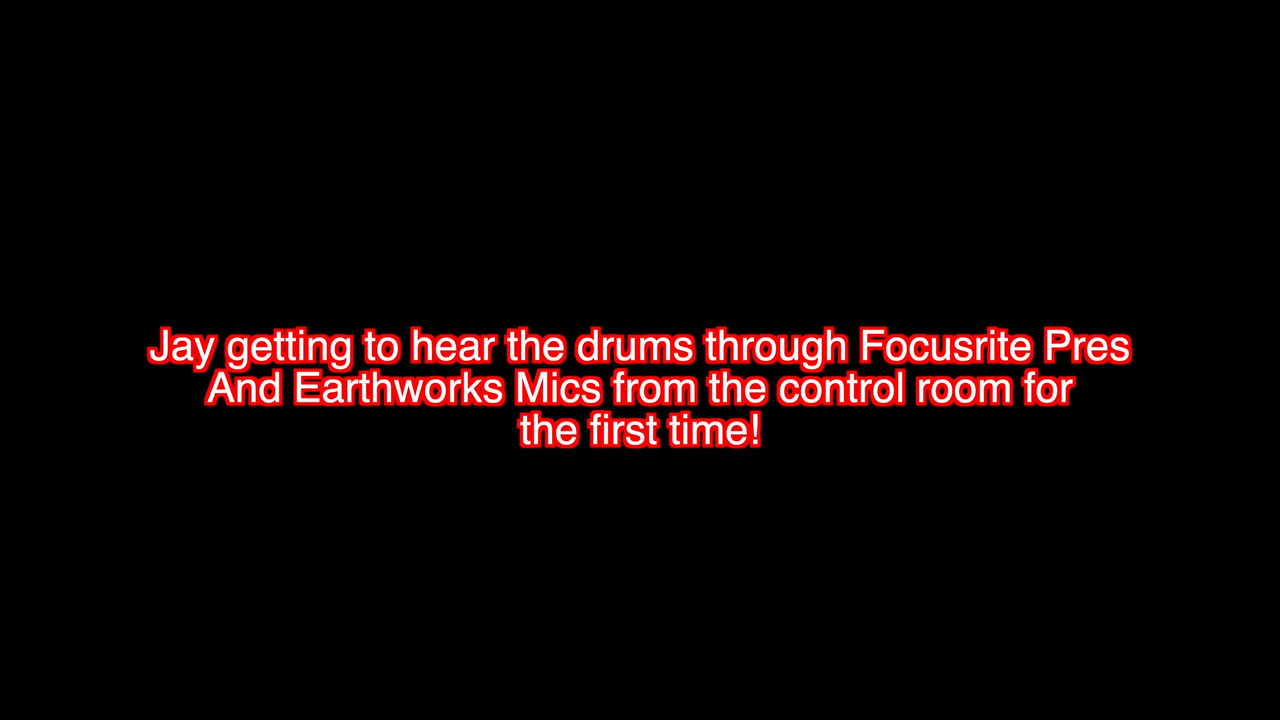 Jay getting to hear the drums through Focusrite Pres
And Earthworks Mics from the control room for
the first time!